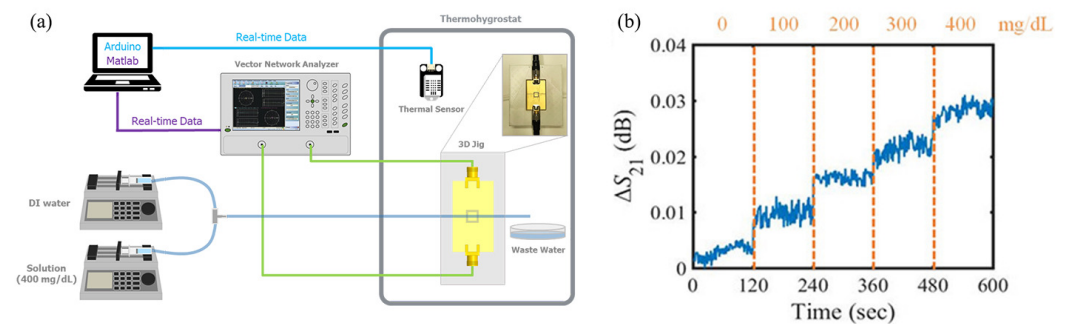 (a)
Thermohygrostat
Real-time Data
Arduino
Matlab
Vector Network Analyzer
Thermal Sensor
Real-time Data
3D Jig
DI water
Waste Water
Solution
(400 mg/dL)
(b)
0 100 200 300 400 mg/dL
0.04
0.03
0.02
0.01
0
ΔS21 (dB)
0 120 240 360 480 600
Time (sec)